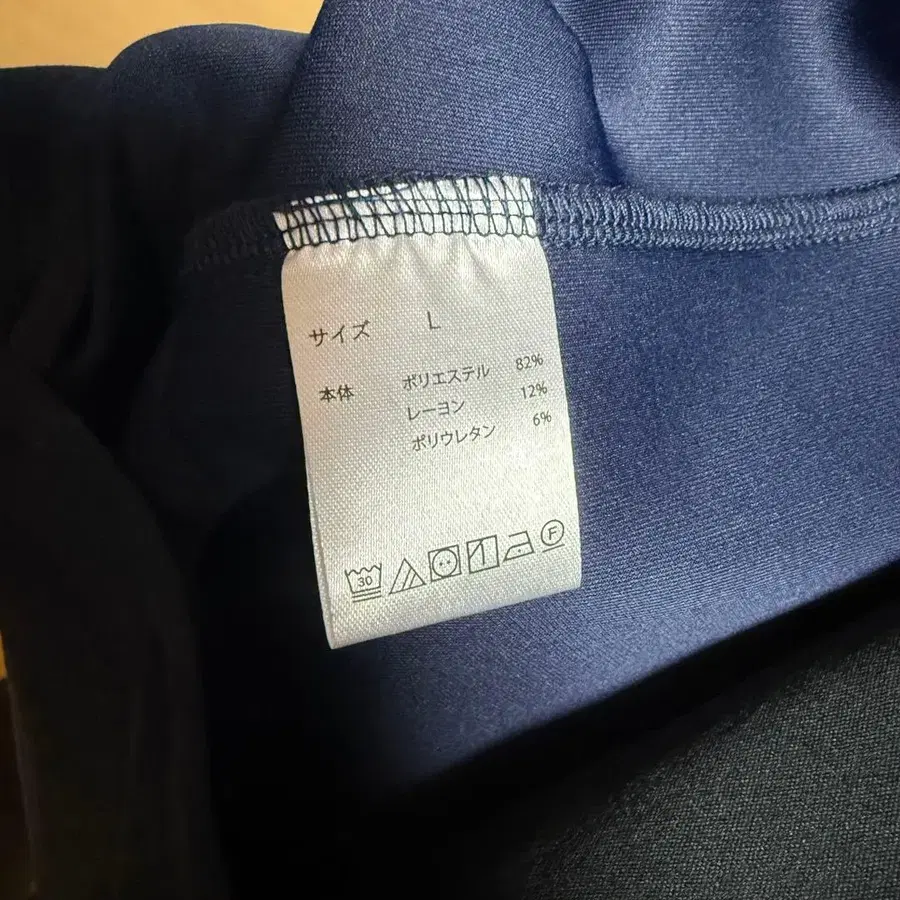 サイズ L
本体 ポリエステル 82%
レーヨン 12%
ポリウレタン 6%
30
F